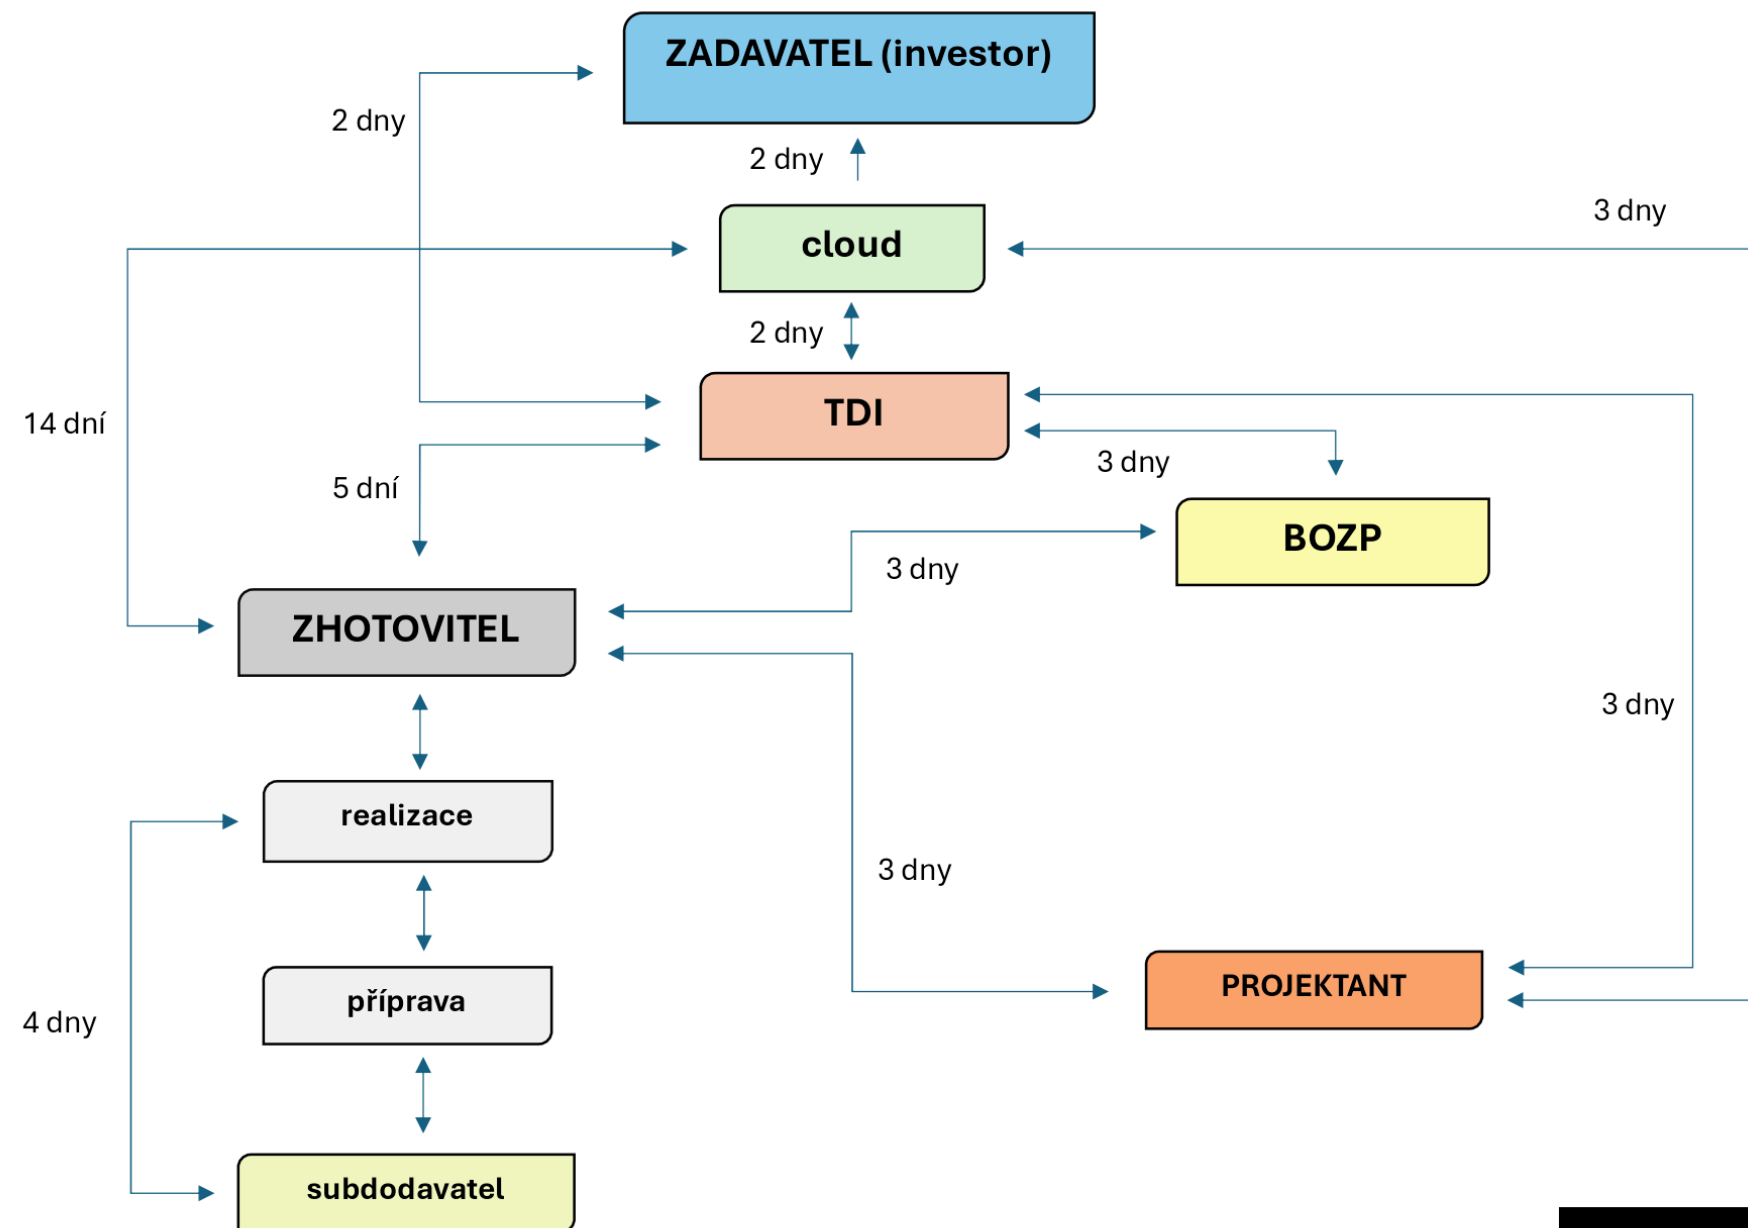 ZADAVATEL (investor)
2 dny
2 dny
3 dny
cloud
2 dny
TDI
14 dní
3 dny
5 dní
BOZP
3 dny
ZHOTOVITEL
3 dny
realizace
3 dny
PROJEKTANT
příprava
4 dny
subdodavatel